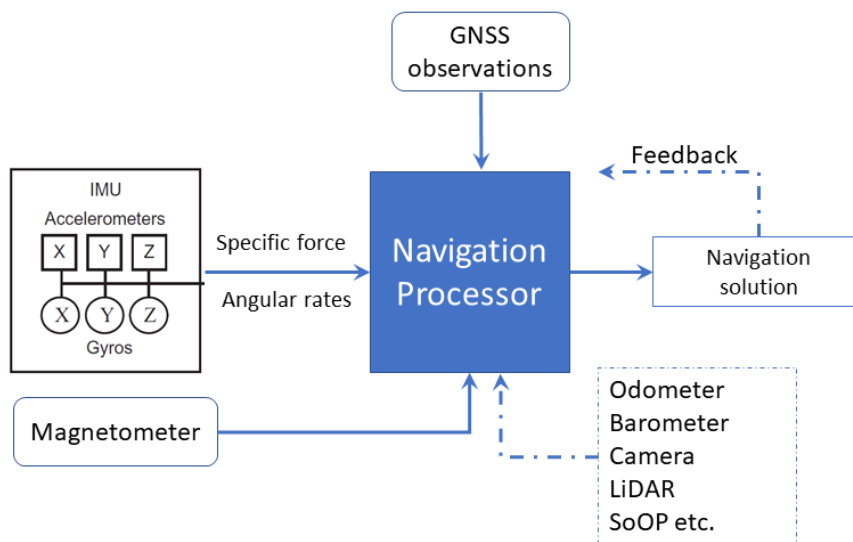 GNSS
observations
Feedback
IMU
Accelerometers
X Y Z
X Y Z
Gyros
Specific force
Angular rates
Navigation
Processor
Navigation
solution
Magnetometer
Odometer
Barometer
Camera
LiDAR
SoOP etc.